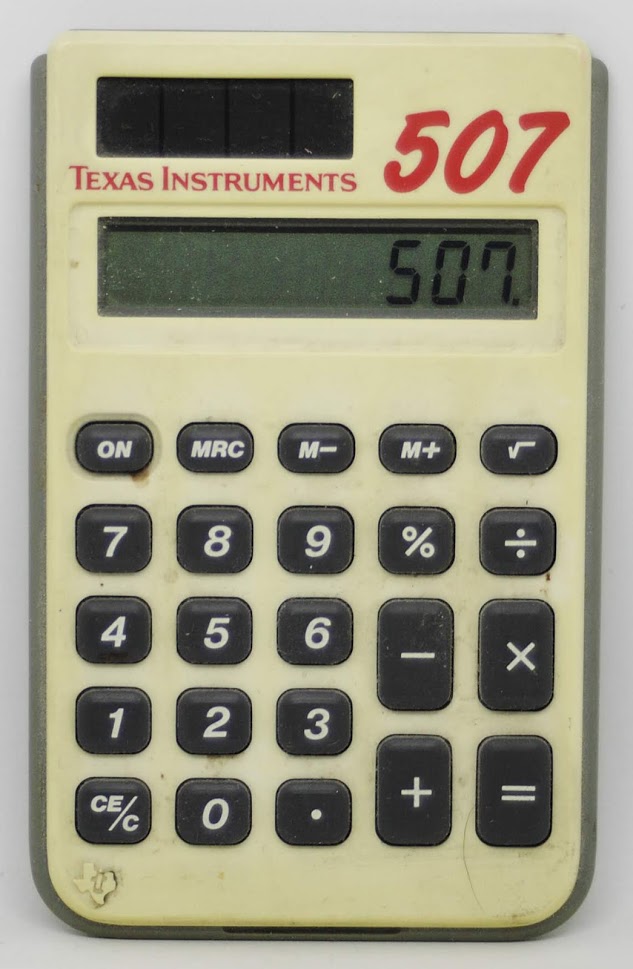 507
TEXAS INSTRUMENTS
507.
ON MRC M− M+ √
7 8 9 % ÷
4 5 6 − ×
1 2 3
CE/C 0 . + =